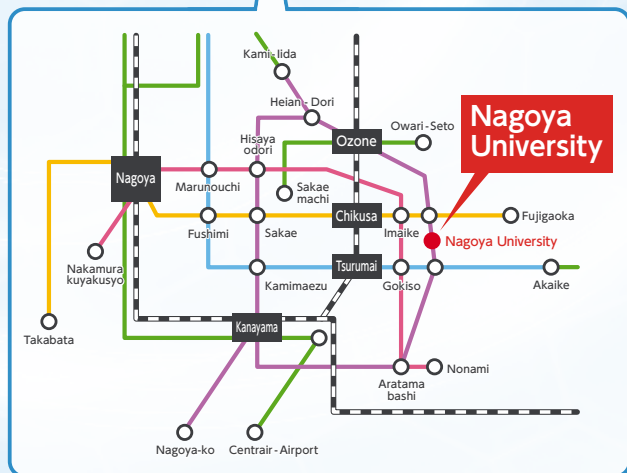 Kami-Iida
Heian-Dori
Nagoya
University
Hisaya
odori
Ozone
Owari-Seto
Nagoya
Marunouchi
Sakae
machi
Chikusa
Imaike
Fujigaoka
Fushimi
Sakae
Nagoya University
Nakamura
kuyakusyo
Tsurumai
Kamimaezu
Gokiso
Akaike
Takabata
Kanayama
Nonami
Aratama
bashi
Nagoya-ko
Centrair-Airport